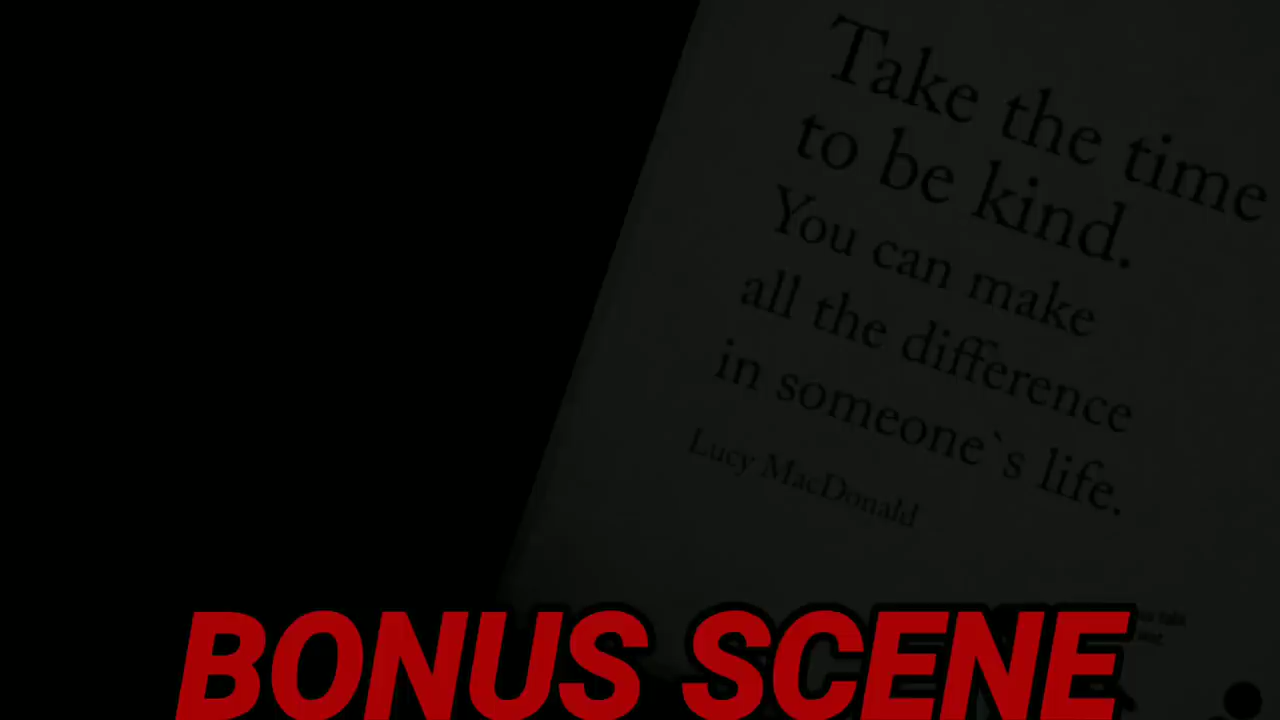 Take the time
to be kind.
You can make
all the difference
in someone`s life.
Lucy MacDonald
BONUS SCENE